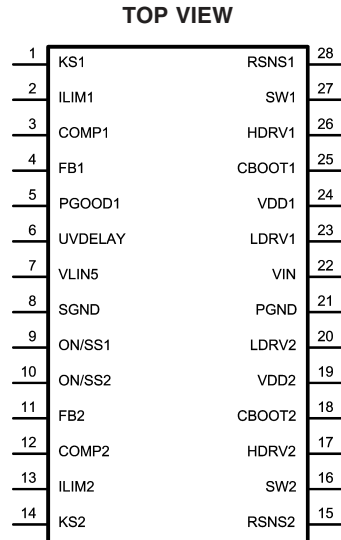 TOP VIEW
1 KS1 RSNS1 28
2 ILIM1 SW1 27
3 COMP1 HDRV1 26
4 FB1 CBOOT1 25
5 PGOOD1 VDD1 24
6 UVDELAY LDRV1 23
7 VLIN5 VIN 22
8 SGND PGND 21
9 ON/SS1 LDRV2 20
10 ON/SS2 VDD2 19
11 FB2 CBOOT2 18
12 COMP2 HDRV2 17
13 ILIM2 SW2 16
14 KS2 RSNS2 15